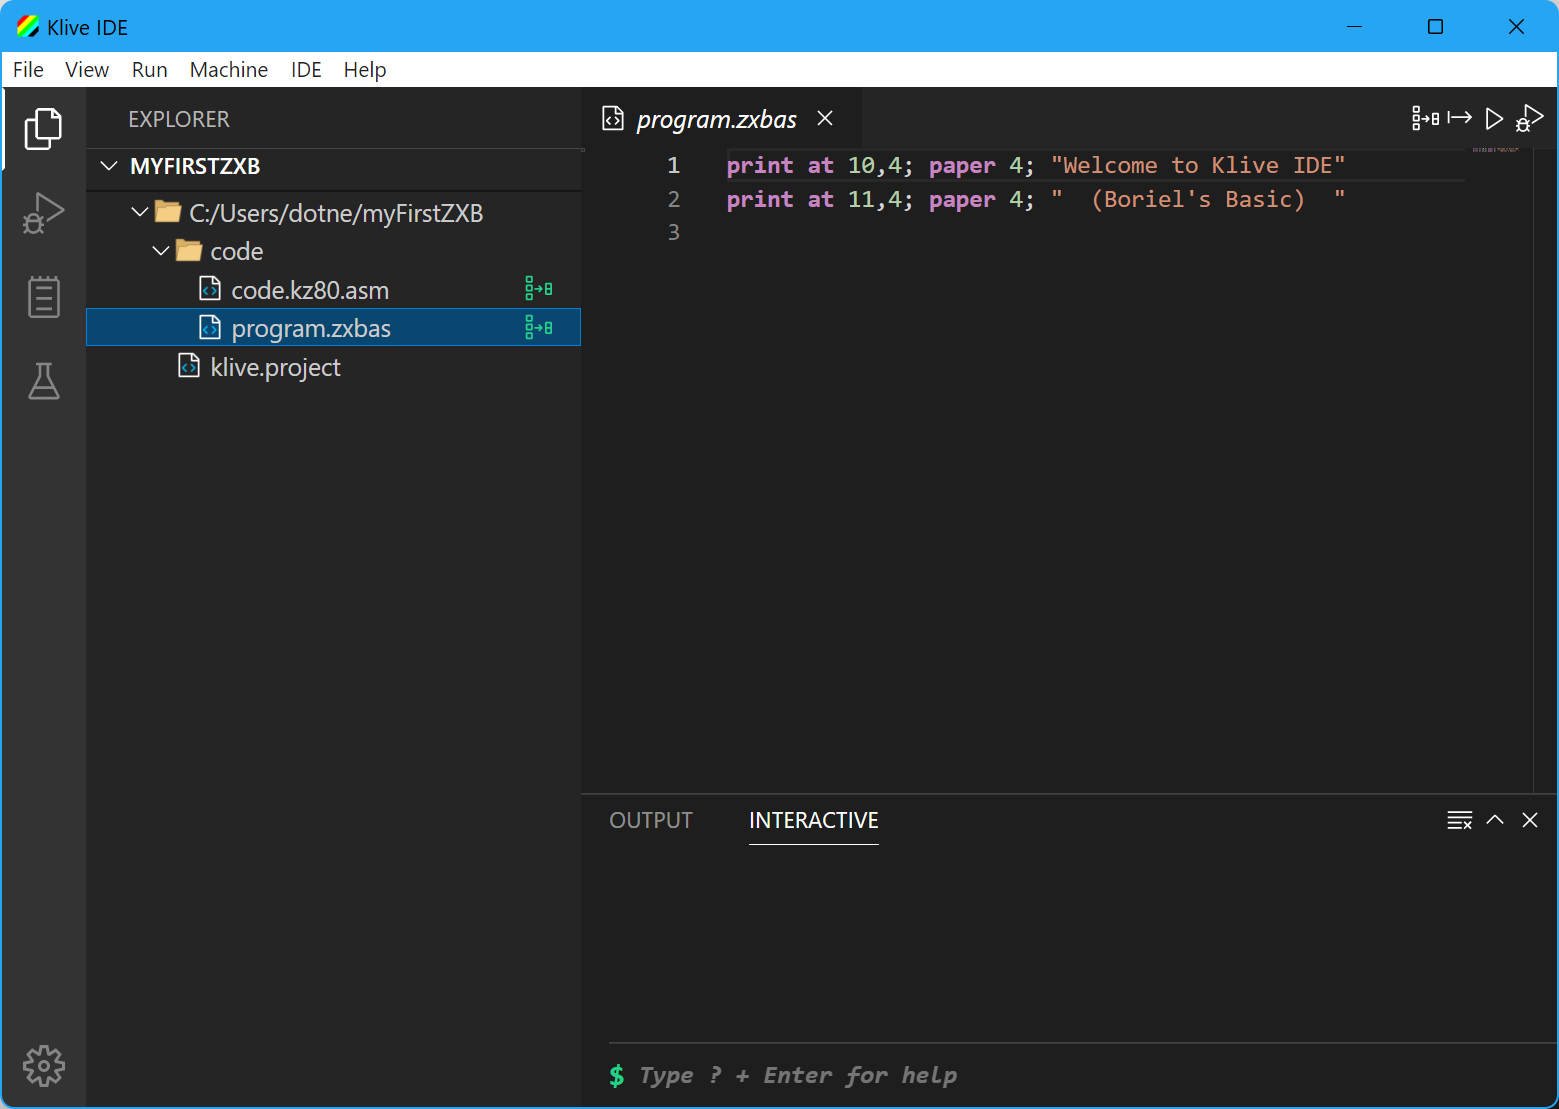 Klive IDE
File View Run Machine IDE Help
EXPLORER
MYFIRSTZXB
C:/Users/dotne/myFirstZXB
code
code.kz80.asm
program.zxbas
klive.project
program.zxbas
1 print at 10,4; paper 4; "Welcome to Klive IDE"
2 print at 11,4; paper 4; "  (Boriel's Basic)  "
3
OUTPUT INTERACTIVE
$ Type ? + Enter for help